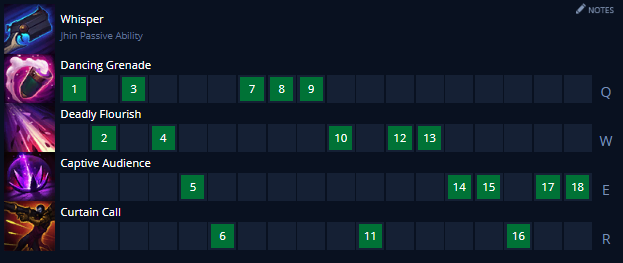 NOTES
Whisper
Jhin Passive Ability
Dancing Grenade
1 3 7 8 9 Q
Deadly Flourish
2 4 10 12 13 W
Captive Audience
5 14 15 17 18 E
Curtain Call
6 11 16 R